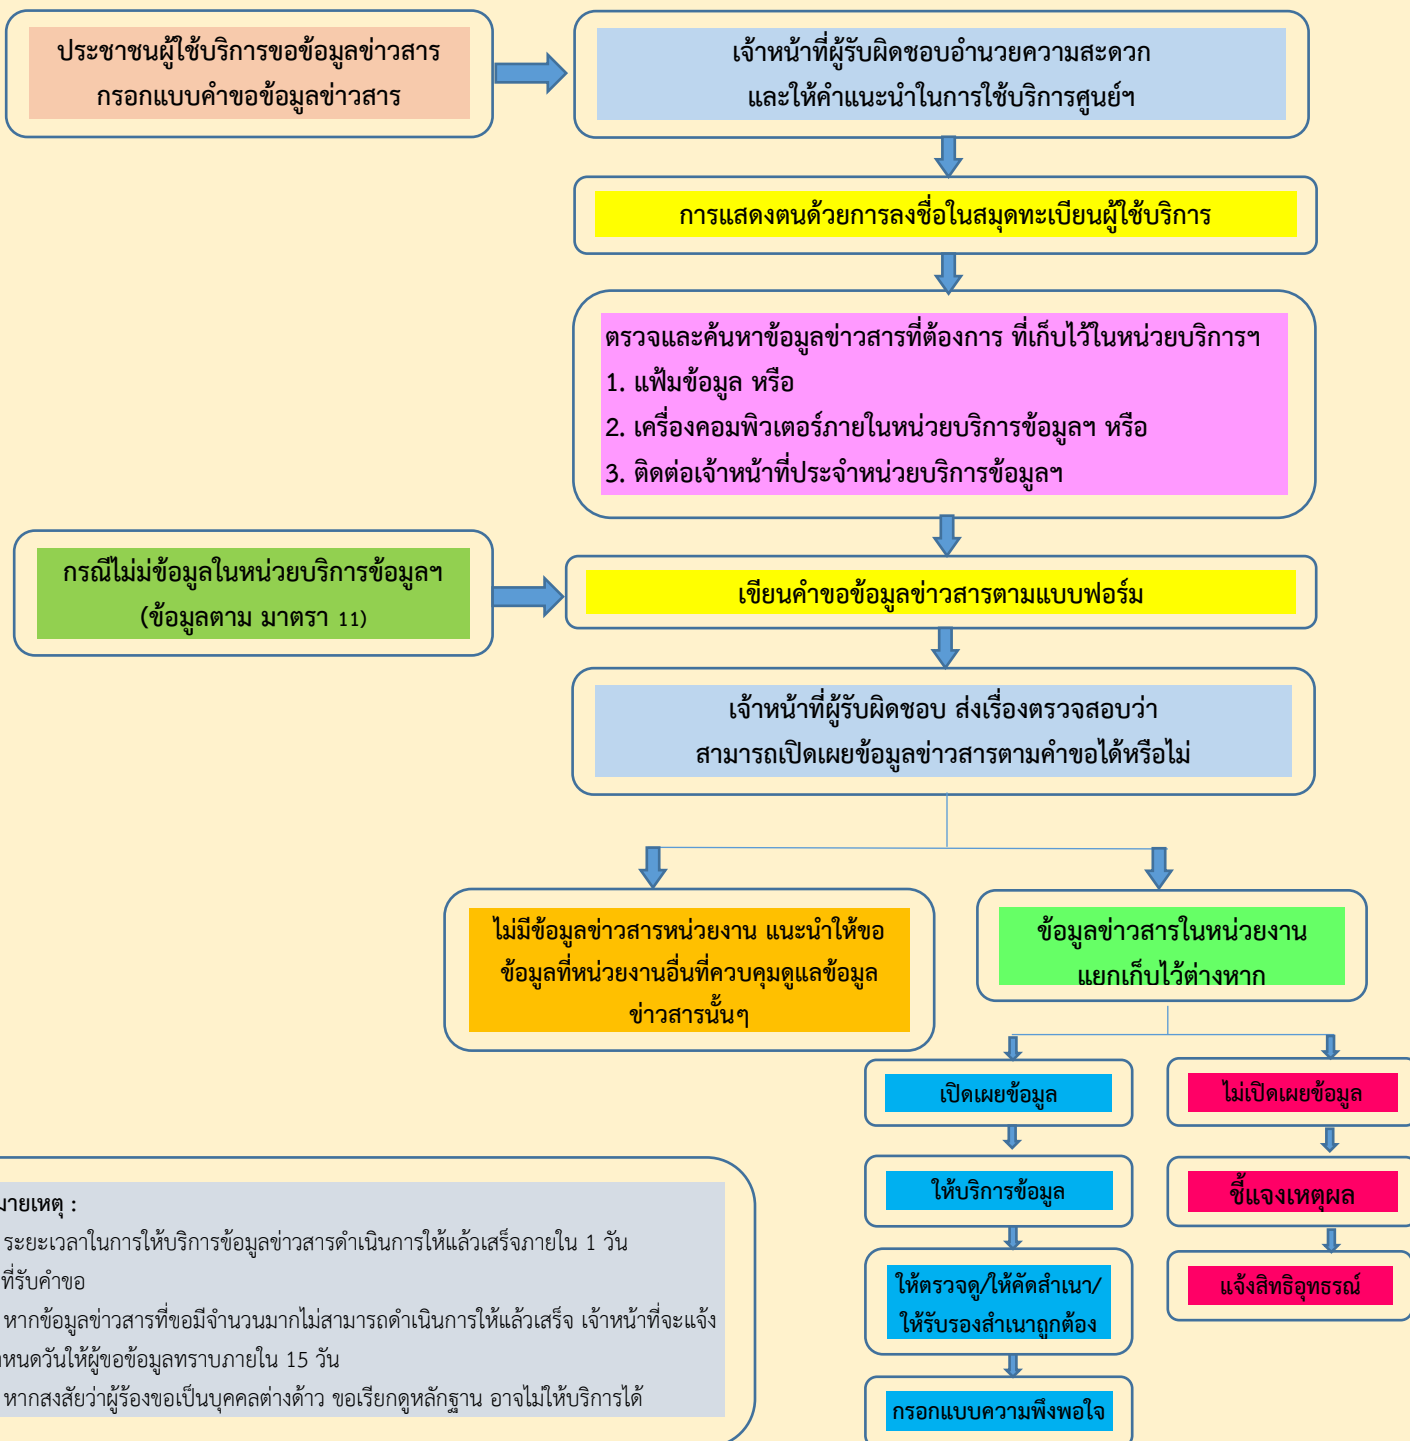 ประชาชนผู้ใช้บริการขอข้อมูลข่าวสาร
กรอกแบบคำขอข้อมูลข่าวสาร
เจ้าหน้าที่ผู้รับผิดชอบอำนวยความสะดวก
และให้คำแนะนำในการใช้บริการศูนย์ฯ
การแสดงตนด้วยการลงชื่อในสมุดทะเบียนผู้ใช้บริการ
ตรวจและค้นหาข้อมูลข่าวสารที่ต้องการ ที่เก็บไว้ในหน่วยบริการฯ
1. แฟ้มข้อมูล หรือ
2. เครื่องคอมพิวเตอร์ภายในหน่วยบริการข้อมูลฯ หรือ
3. ติดต่อเจ้าหน้าที่ประจำหน่วยบริการข้อมูลฯ
กรณีไม่ม่ข้อมูลในหน่วยบริการข้อมูลฯ
(ข้อมูลตาม มาตรา 11)
เขียนคำขอข้อมูลข่าวสารตามแบบฟอร์ม
เจ้าหน้าที่ผู้รับผิดชอบ ส่งเรื่องตรวจสอบว่า
สามารถเปิดเผยข้อมูลข่าวสารตามคำขอได้หรือไม่
ไม่มีข้อมูลข่าวสารหน่วยงาน แนะนำให้ขอ
ข้อมูลที่หน่วยงานอื่นที่ควบคุมดูแลข้อมูล
ข่าวสารนั้นๆ
ข้อมูลข่าวสารในหน่วยงาน
แยกเก็บไว้ต่างหาก
เปิดเผยข้อมูล
ไม่เปิดเผยข้อมูล
ให้บริการข้อมูล
ชี้แจงเหตุผล
ให้ตรวจดู/ให้คัดสำเนา/
ให้รับรองสำเนาถูกต้อง
แจ้งสิทธิอุทธรณ์
กรอกแบบความพึงพอใจ
มายเหตุ :
ระยะเวลาในการให้บริการข้อมูลข่าวสารดำเนินการให้แล้วเสร็จภายใน 1 วัน
ที่รับคำขอ
หากข้อมูลข่าวสารที่ขอมีจำนวนมากไม่สามารถดำเนินการให้แล้วเสร็จ เจ้าหน้าที่จะแจ้ง
หนดวันให้ผู้ขอข้อมูลทราบภายใน 15 วัน
หากสงสัยว่าผู้ร้องขอเป็นบุคคลต่างด้าว ขอเรียกดูหลักฐาน อาจไม่ให้บริการได้